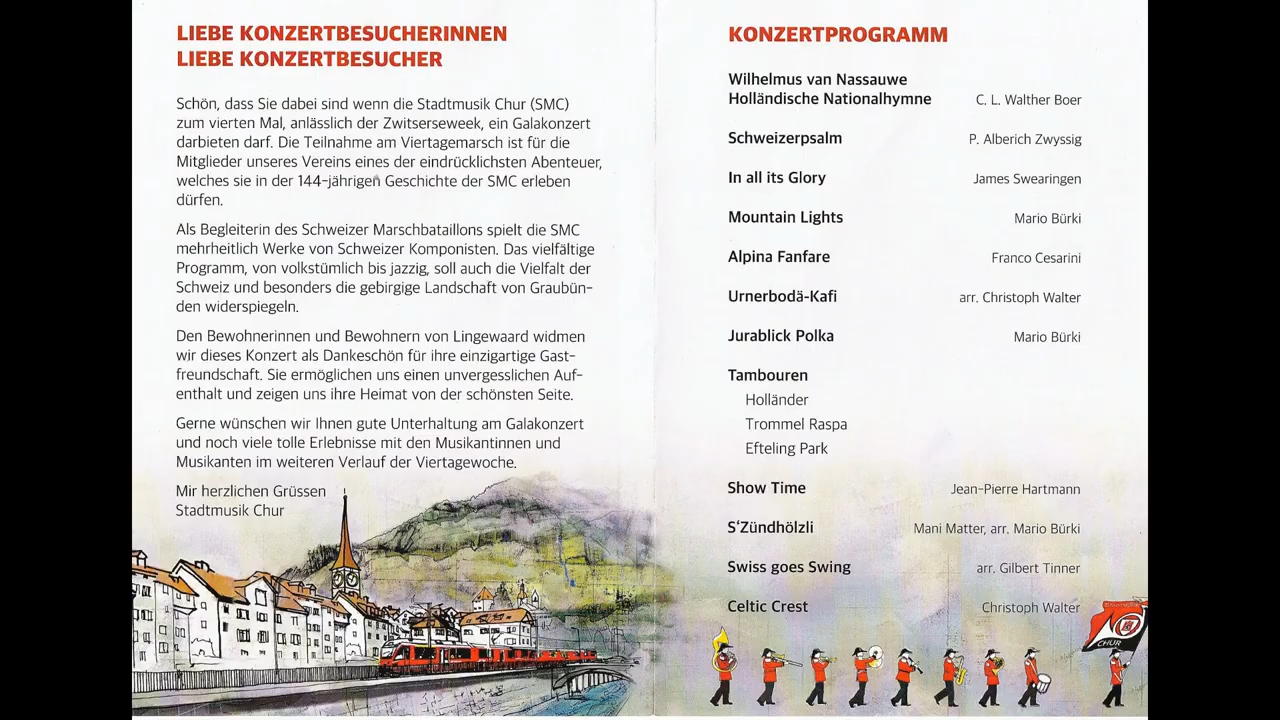 LIEBE KONZERTBESUCHERINNEN
LIEBE KONZERTBESUCHER
Schön, dass Sie dabei sind wenn die Stadtmusik Chur (SMC)
zum vierten Mal, anlässlich der Zwitserseweek, ein Galakonzert
darbieten darf. Die Teilnahme am Viertagemarsch ist für die
Mitglieder unseres Vereins eines der eindrücklichsten Abenteuer,
welches sie in der 144-jährigen Geschichte der SMC erleben
dürfen.
Als Begleiterin des Schweizer Marschbataillons spielt die SMC
mehrheitlich Werke von Schweizer Komponisten. Das vielfältige
Programm, von volkstümlich bis jazzig, soll auch die Vielfalt der
Schweiz und besonders die gebirgige Landschaft von Graubün-
den widerspiegeln.
Den Bewohnerinnen und Bewohnern von Lingewaard widmen
wir dieses Konzert als Dankeschön für ihre einzigartige Gast-
freundschaft. Sie ermöglichen uns einen unvergesslichen Auf-
enthalt und zeigen uns ihre Heimat von der schönsten Seite.
Gerne wünschen wir Ihnen gute Unterhaltung am Galakonzert
und noch viele tolle Erlebnisse mit den Musikantinnen und
Musikanten im weiteren Verlauf der Viertagewoche.
Mir herzlichen Grüssen
Stadtmusik Chur
KONZERTPROGRAMM
Wilhelmus van Nassauwe
Holländische Nationalhymne C. L. Walther Boer
Schweizerpsalm P. Alberich Zwyssig
In all its Glory James Swearingen
Mountain Lights Mario Bürki
Alpina Fanfare Franco Cesarini
Urnerbodä-Kafi arr. Christoph Walter
Jurablick Polka Mario Bürki
Tambouren
Holländer
Trommel Raspa
Efteling Park
Show Time Jean-Pierre Hartmann
S'Zündhölzli Mani Matter, arr. Mario Bürki
Swiss goes Swing arr. Gilbert Tinner
Celtic Crest Christoph Walter
CHUR